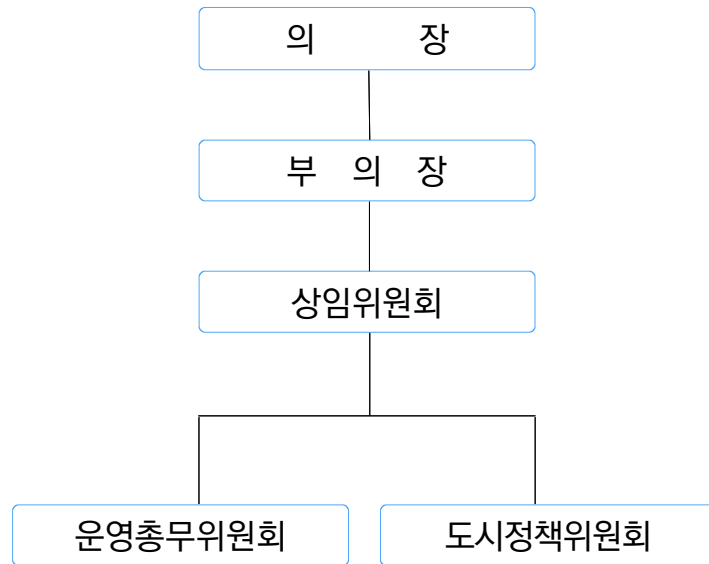 의 장
부 의 장
상임위원회
운영총무위원회
도시정책위원회